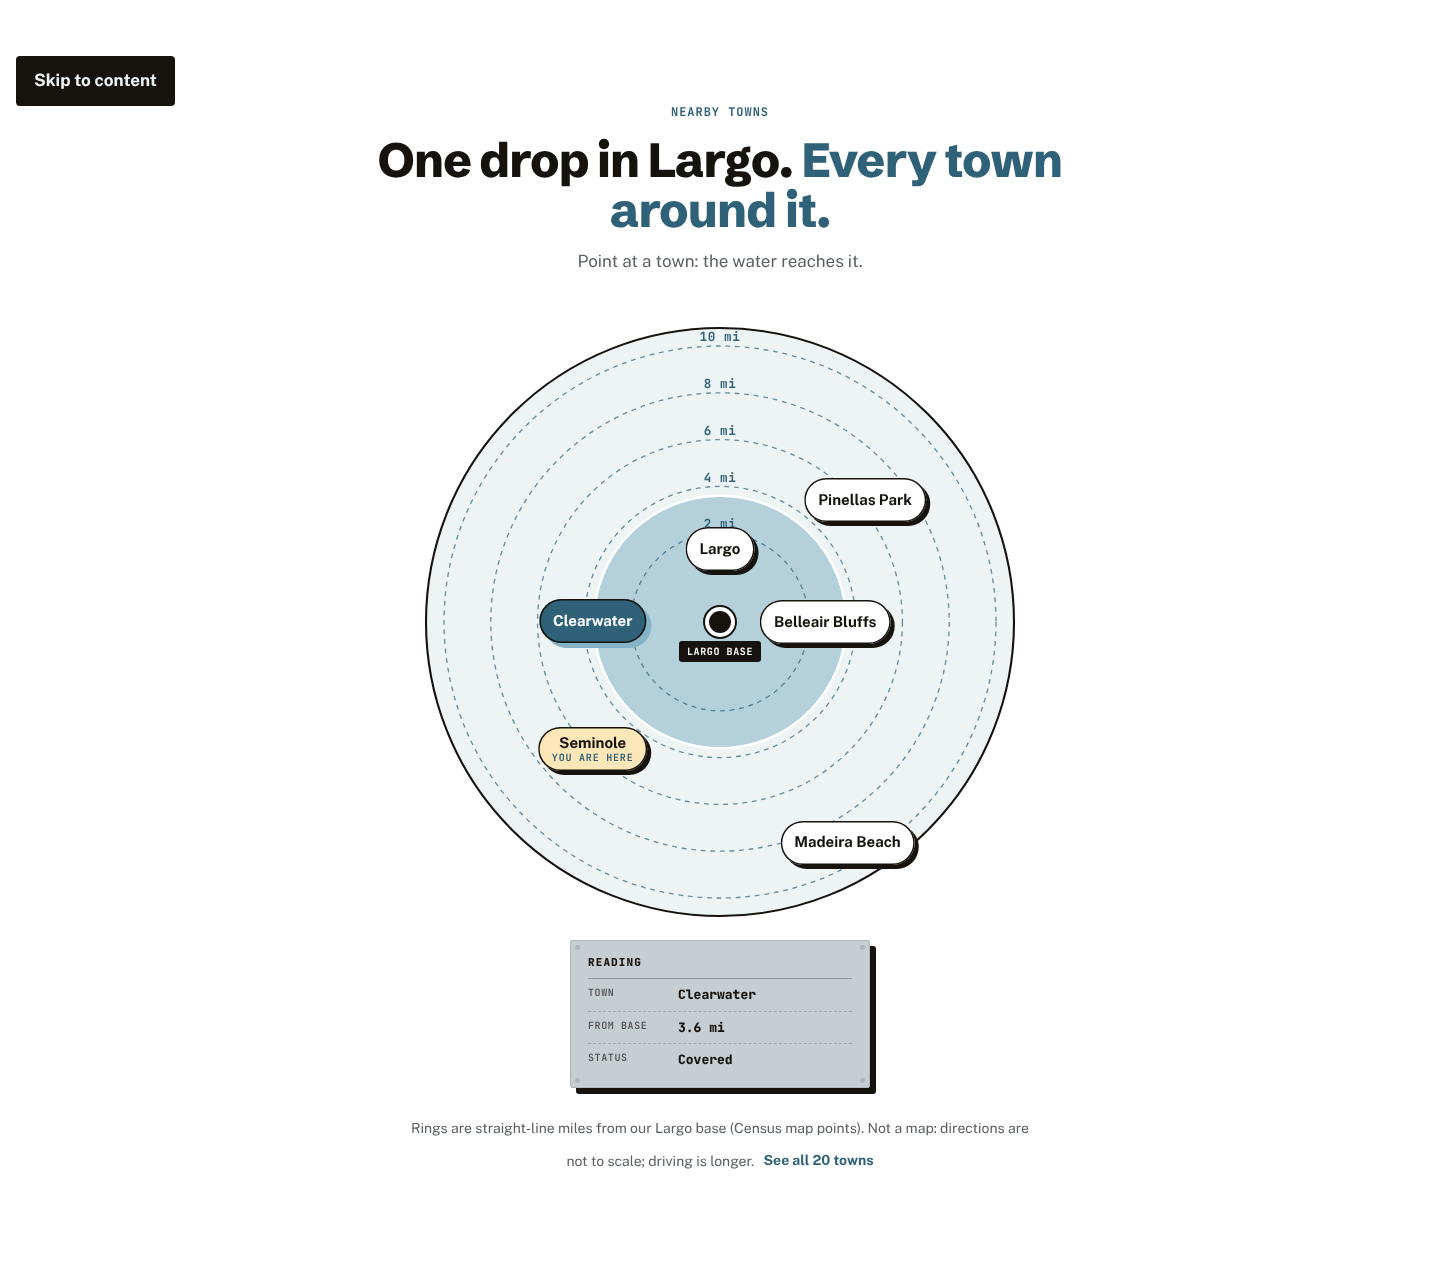 Skip to content
NEARBY TOWNS
One drop in Largo. Every town
around it.
Point at a town: the water reaches it.
10 mi
8 mi
6 mi
4 mi
Pinellas Park
2 mi
Largo
Clearwater
Belleair Bluffs
LARGO BASE
Seminole
YOU ARE HERE
Madeira Beach
READING
TOWN Clearwater
FROM BASE 3.6 mi
STATUS Covered
Rings are straight-line miles from our Largo base (Census map points). Not a map: directions are
not to scale; driving is longer. See all 20 towns